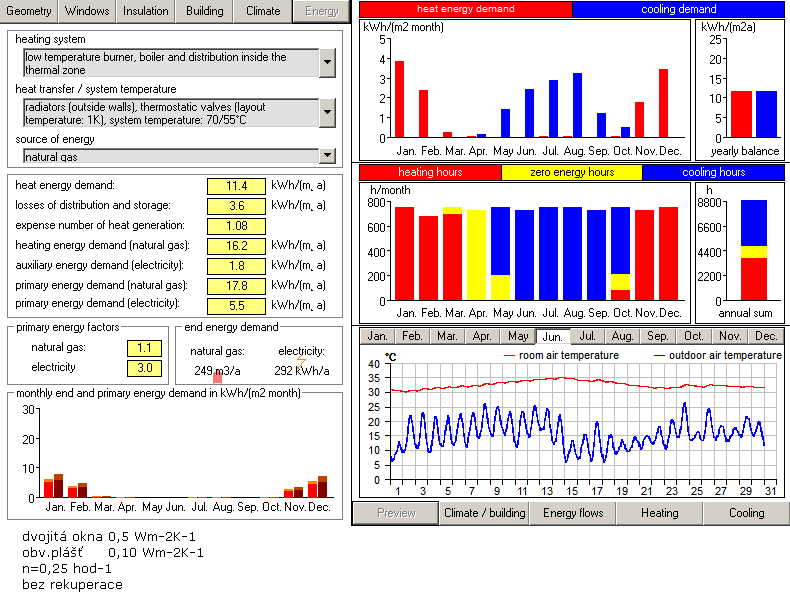 Geometry Windows Insulation Building Climate Energy
heating system
low temperature burner, boiler and distribution inside the
thermal zone
heat transfer / system temperature
radiators (outside walls), thermostatic valves (layout
temperature: 1K), system temperature: 70/55°C
source of energy
natural gas
heat energy demand: 11.4 kWh/(m, a)
losses of distribution and storage: 3.6 kWh/(m, a)
expense number of heat generation: 1.08
heating energy demand (natural gas): 16.2 kWh/(m, a)
auxiliary energy demand (electricity): 1.8 kWh/(m, a)
primary energy demand (natural gas): 17.8 kWh/(m, a)
primary energy demand (electricity): 5.5 kWh/(m, a)
primary energy factors
natural gas: 1.1
electricity 3.0
end energy demand
natural gas: electricity:
249 m3/a 292 kWh/a
monthly end and primary energy demand in kWh/(m2 month)
30
20
10
0
Jan. Feb. Mar. Apr. May Jun. Jul. Aug. Sep. Oct. Nov. Dec.
dvojitá okna 0,5 Wm-2K-1
obv.plášť 0,10 Wm-2K-1
n=0,25 hod-1
bez rekuperace
heat energy demand cooling demand
kWh/(m2 month)
5
4
3
2
1
0
Jan. Feb. Mar. Apr. May Jun. Jul. Aug. Sep. Oct. Nov. Dec.
kWh/(m2a)
25
20
15
10
5
0
yearly balance
heating hours zero energy hours cooling hours
h/month
800
600
400
200
0
Jan. Feb. Mar. Apr. May Jun. Jul. Aug. Sep. Oct. Nov. Dec.
h
8800
6600
4400
2200
0
annual sum
Jan. Feb. Mar. Apr. May Jun. Jul. Aug. Sep. Oct. Nov. Dec.
°C room air temperature outdoor air temperature
40
35
30
25
20
15
10
5
0
1 3 5 7 9 11 13 15 17 19 21 23 25 27 29 31
Preview Climate / building Energy flows Heating Cooling